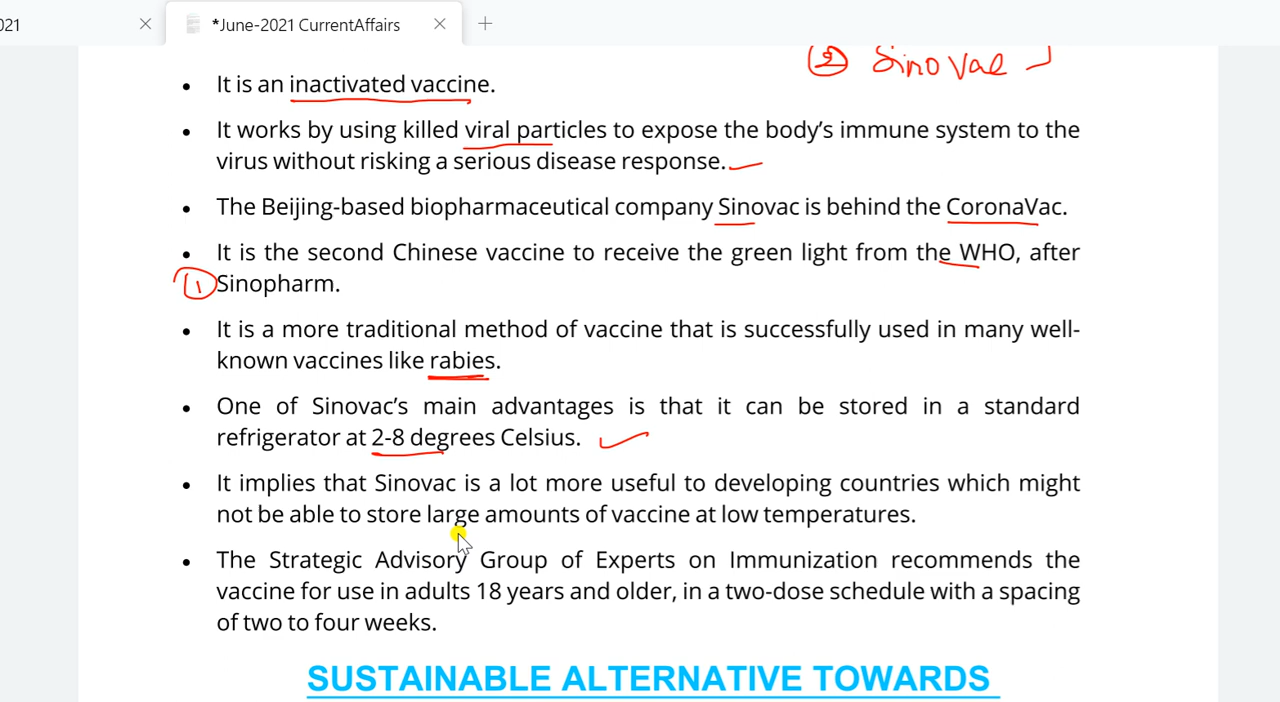 021
*June-2021 CurrentAffairs
② SinoVac
• It is an inactivated vaccine.
• It works by using killed viral particles to expose the body’s immune system to the
virus without risking a serious disease response.
• The Beijing-based biopharmaceutical company Sinovac is behind the CoronaVac.
• It is the second Chinese vaccine to receive the green light from the WHO, after
① Sinopharm.
• It is a more traditional method of vaccine that is successfully used in many well-
known vaccines like rabies.
• One of Sinovac’s main advantages is that it can be stored in a standard
refrigerator at 2-8 degrees Celsius.
• It implies that Sinovac is a lot more useful to developing countries which might
not be able to store large amounts of vaccine at low temperatures.
• The Strategic Advisory Group of Experts on Immunization recommends the
vaccine for use in adults 18 years and older, in a two-dose schedule with a spacing
of two to four weeks.
SUSTAINABLE ALTERNATIVE TOWARDS